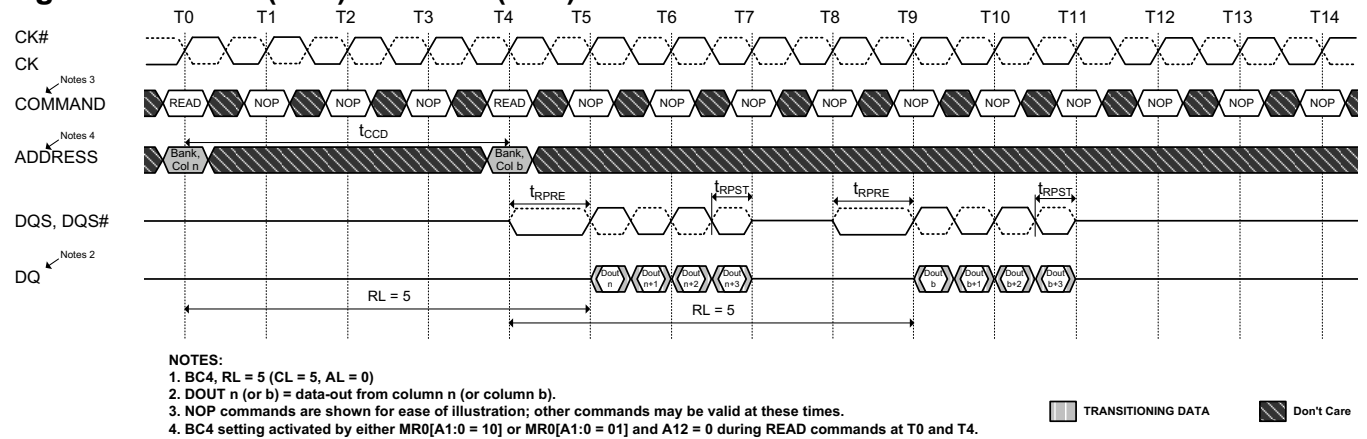 T0 T1 T2 T3 T4 T5 T6 T7 T8 T9 T10 T11 T12 T13 T14
CK#
CK
Notes 3
COMMAND
READ NOP NOP NOP READ NOP NOP NOP NOP NOP NOP NOP NOP NOP NOP
tCCD
Notes 4
ADDRESS
Bank, Col n
Bank, Col b
tRPRE tRPST tRPRE tRPST
DQS, DQS#
Notes 2
DQ
Dout n
Dout n+1
Dout n+2
Dout n+3
Dout b
Dout b+1
Dout b+2
Dout b+3
RL = 5
RL = 5
NOTES:
1. BC4, RL = 5 (CL = 5, AL = 0)
2. DOUT n (or b) = data-out from column n (or column b).
3. NOP commands are shown for ease of illustration; other commands may be valid at these times.
4. BC4 setting activated by either MR0[A1:0 = 10] or MR0[A1:0 = 01] and A12 = 0 during READ commands at T0 and T4.
TRANSITIONING DATA
Don't Care